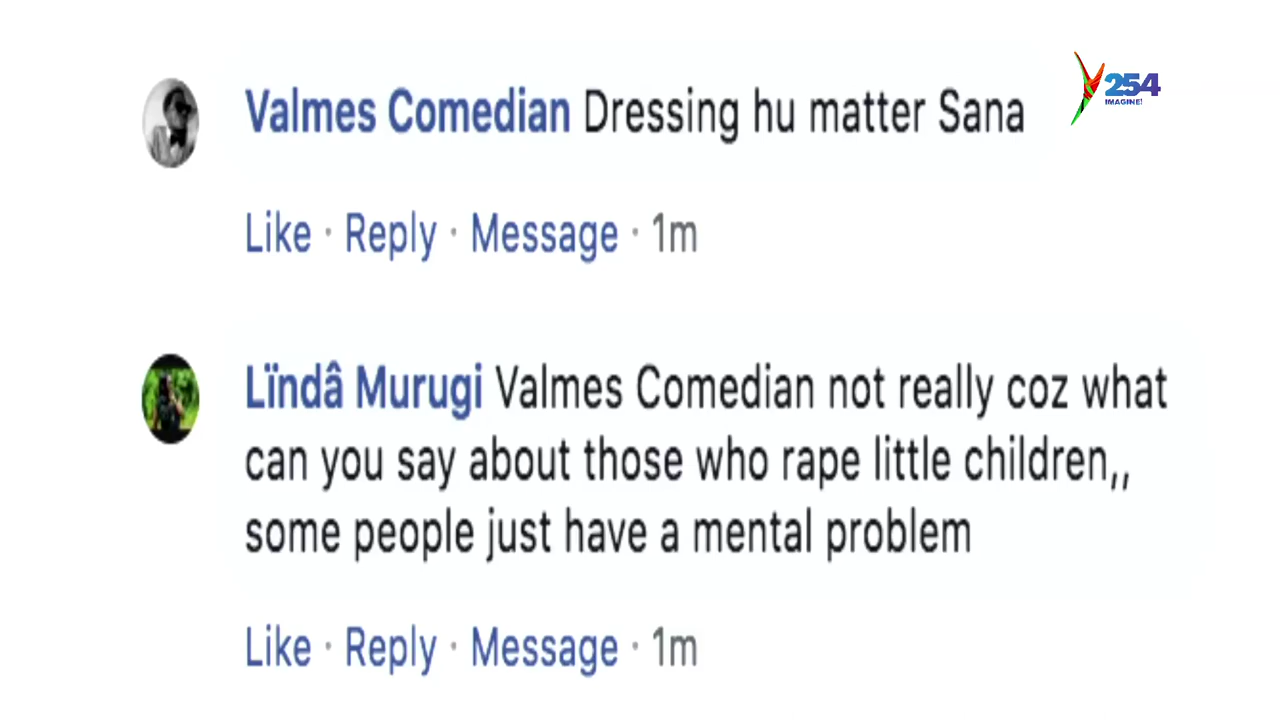 Y254
IMAGINE!
Valmes Comedian Dressing hu matter Sana
Like · Reply · Message · 1m
Lïndâ Murugi Valmes Comedian not really coz what
can you say about those who rape little children,,
some people just have a mental problem
Like · Reply · Message · 1m